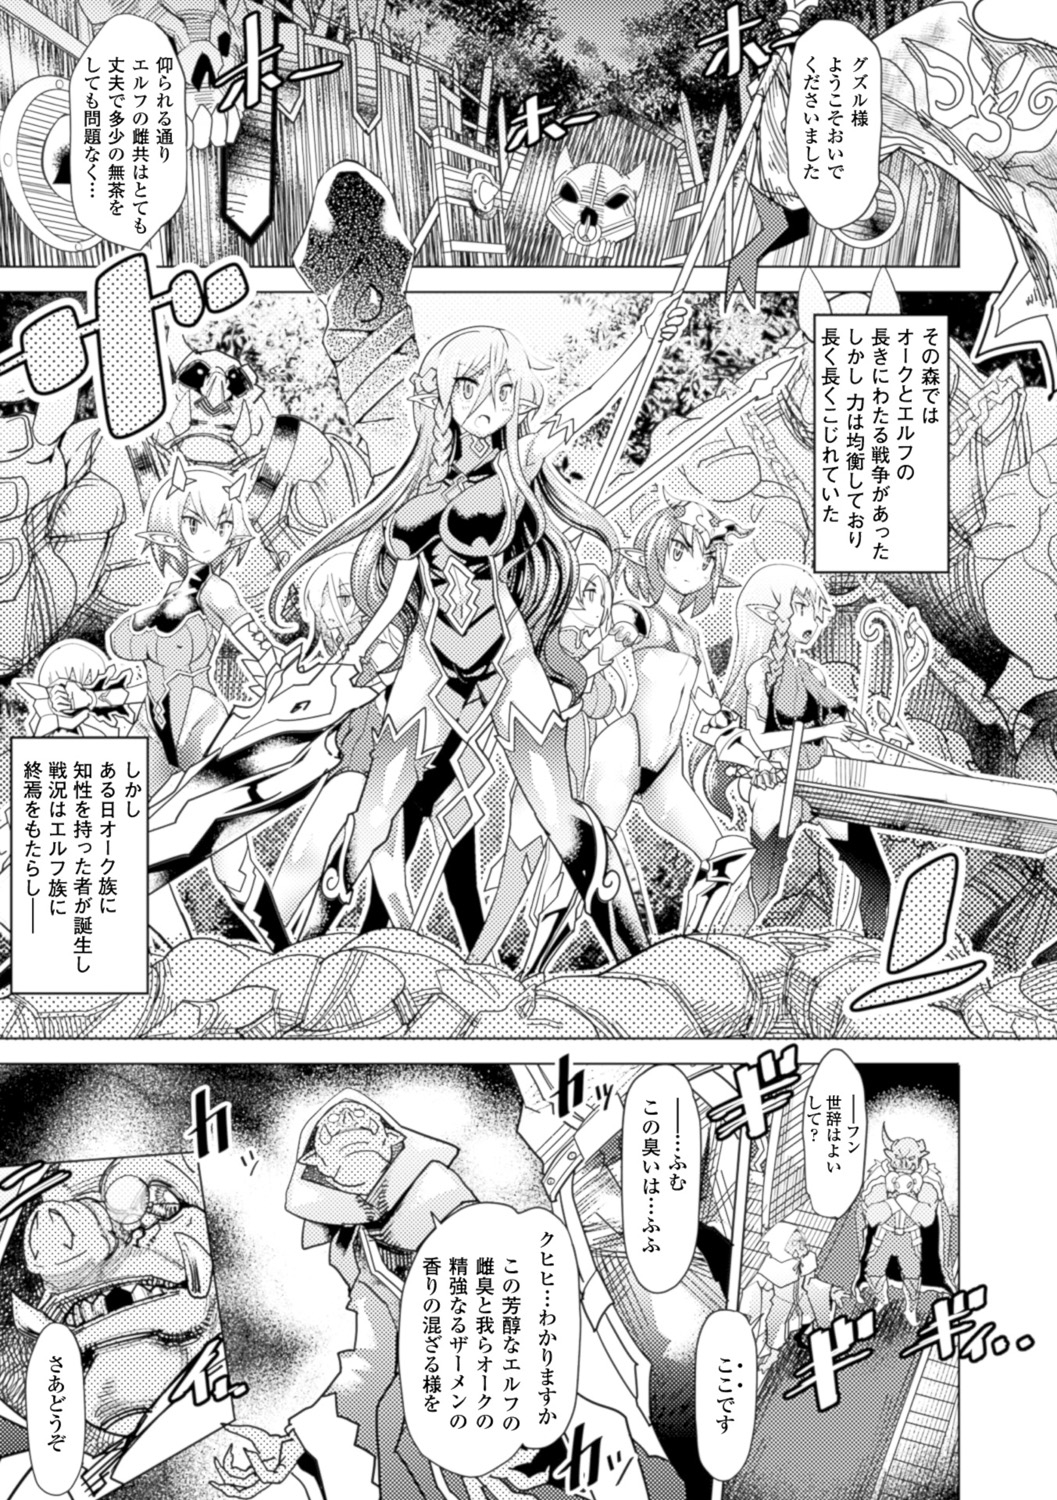 グズル様
ようこそおいで
くださいました
仰られる通り
エルフの雌共はとても
丈夫で多少の無茶を
しても問題なく…
ホー
ホー
ホー
ボォ…
その森では
オークとエルフの
長きにわたる戦争があった
しかし 力は均衡しており
長く長くこじれていた
しかし
ある日オーク族に
知性を持った者が誕生し
戦況はエルフ族に
終焉をもたらし――
――フン
世辞はよい
して?
ギギィ…
ここです
――…ふむ
この臭いは…ふふ
カッ
カッ
クヒヒ…わかりますか
この芳醇なエルフの
雌臭と我らオークの
精強なるザーメンの
香りの混ざる様を
さあどうぞ